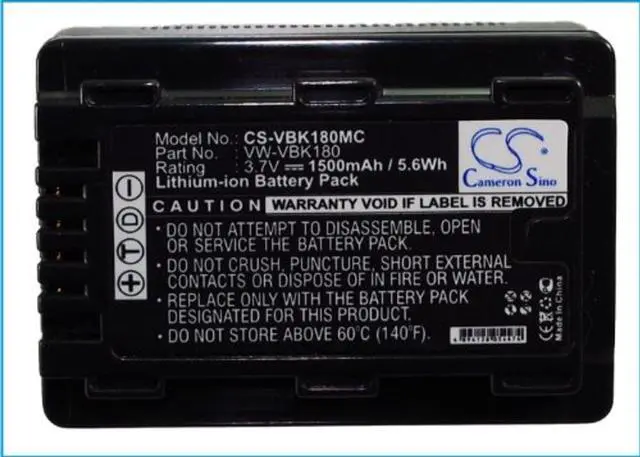 Model No.: CS-VBK180MC
Part No. : VW-VBK180
Rating : 3.7V 1500mAh / 5.6Wh
Lithium-ion Battery Pack
CS
Cameron Sino
CAUTION WARRANTY VOID IF LABEL IS REMOVED
• DO NOT ATTEMPT TO DISASSEMBLE, OPEN
OR SERVICE THE BATTERY PACK.
• DO NOT CRUSH, PUNCTURE, SHORT EXTERNAL
CONTACTS OR DISPOSE OF IN FIRE OR WATER.
• REPLACE ONLY WITH THE BATTERY PACK
DESIGNATED FOR THIS PRODUCT.
• DO NOT STORE ABOVE 60°C (140°F).
− D T +
CE
Made In China